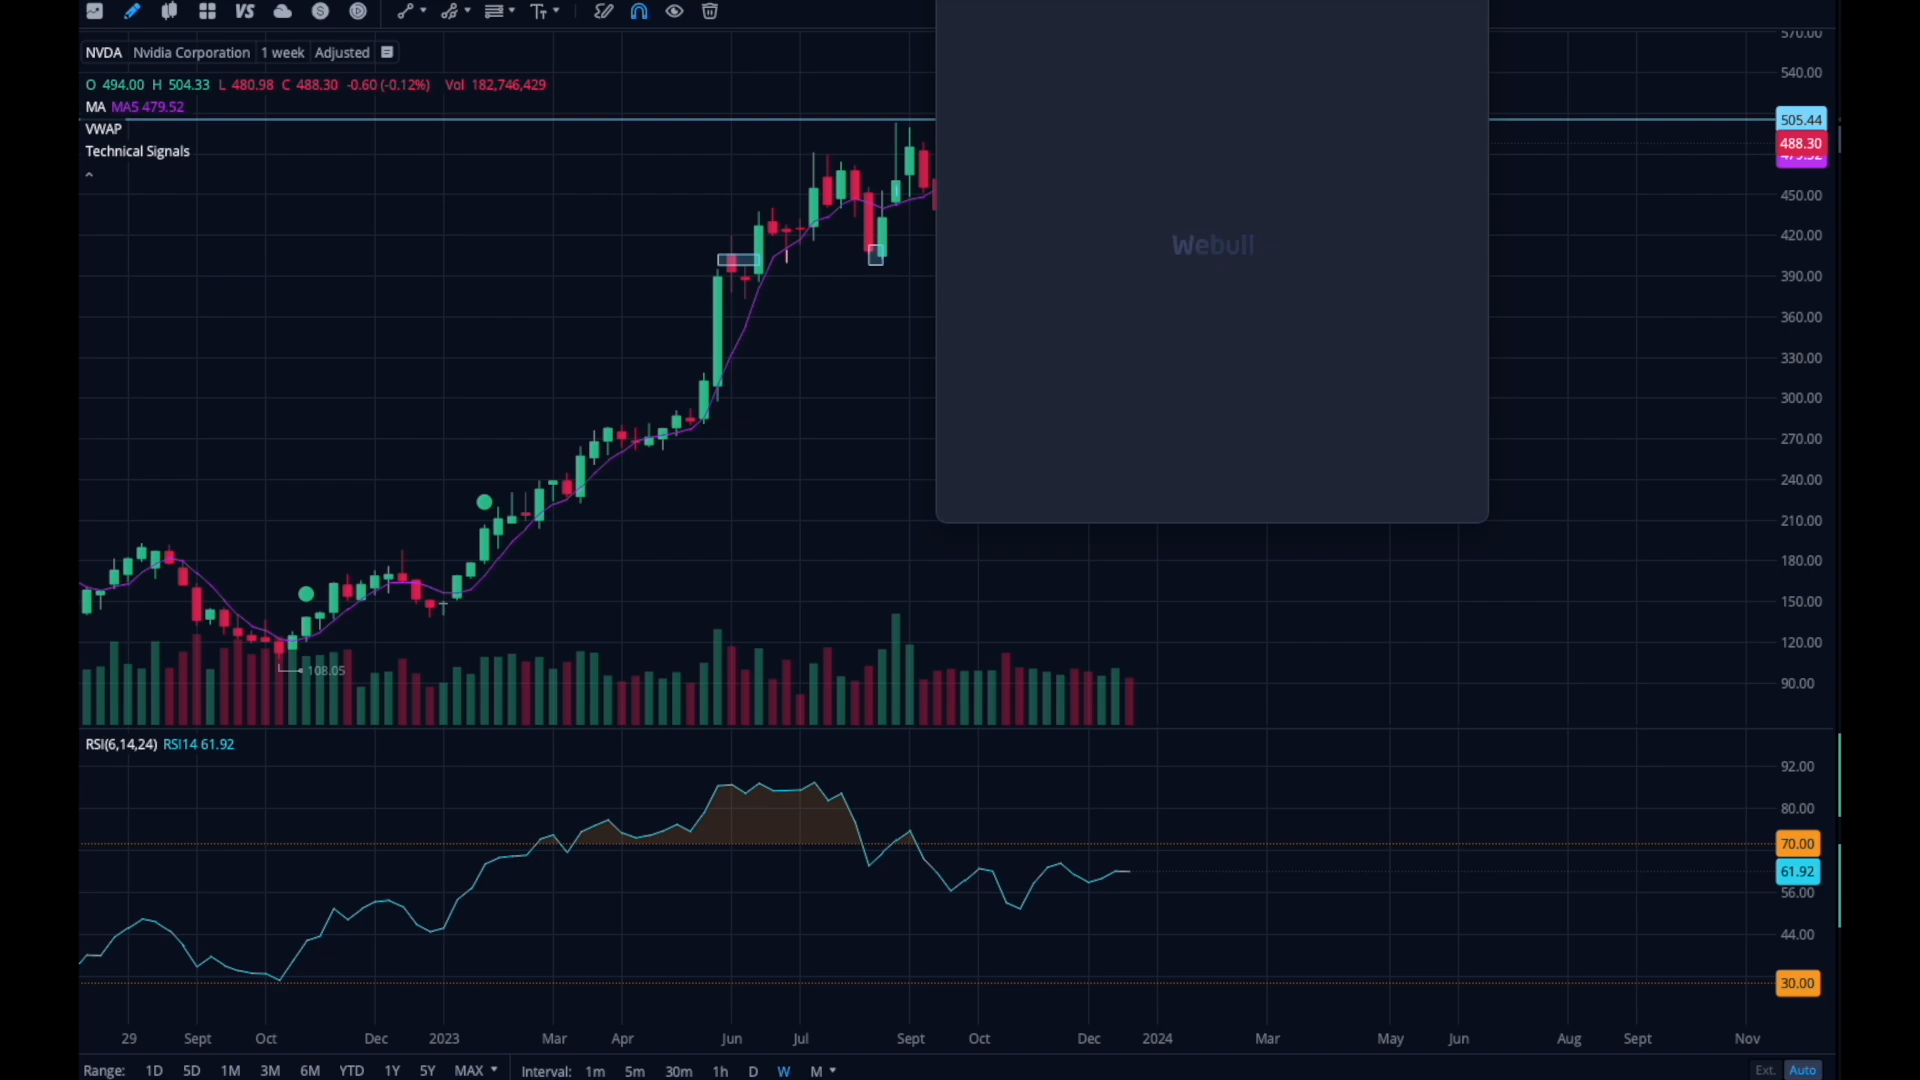 VS
NVDA Nvidia Corporation 1 week Adjusted
O 494.00 H 504.33 L 480.98 C 488.30 -0.60 (-0.12%) Vol 182,746,429
MA MA5 479.52
VWAP
Technical Signals
108.05
Webull
570.00
540.00
505.44
488.30
479.52
450.00
420.00
390.00
360.00
330.00
300.00
270.00
240.00
210.00
180.00
150.00
120.00
90.00
RSI(6,14,24) RSI14 61.92
92.00
80.00
70.00
61.92
56.00
44.00
30.00
29 Sept Oct Dec 2023 Mar Apr Jun Jul Sept Oct Dec 2024 Mar May Jun Aug Sept Nov
Range: 1D 5D 1M 3M 6M YTD 1Y 5Y MAX Interval: 1m 5m 30m 1h D W M Ext. Auto